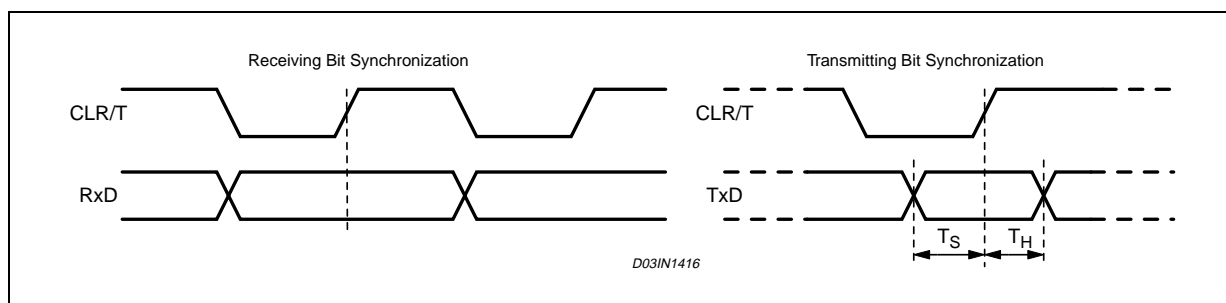 Receiving Bit Synchronization
Transmitting Bit Synchronization
CLR/T
CLR/T
RxD
TxD
TS
TH
D03IN1416